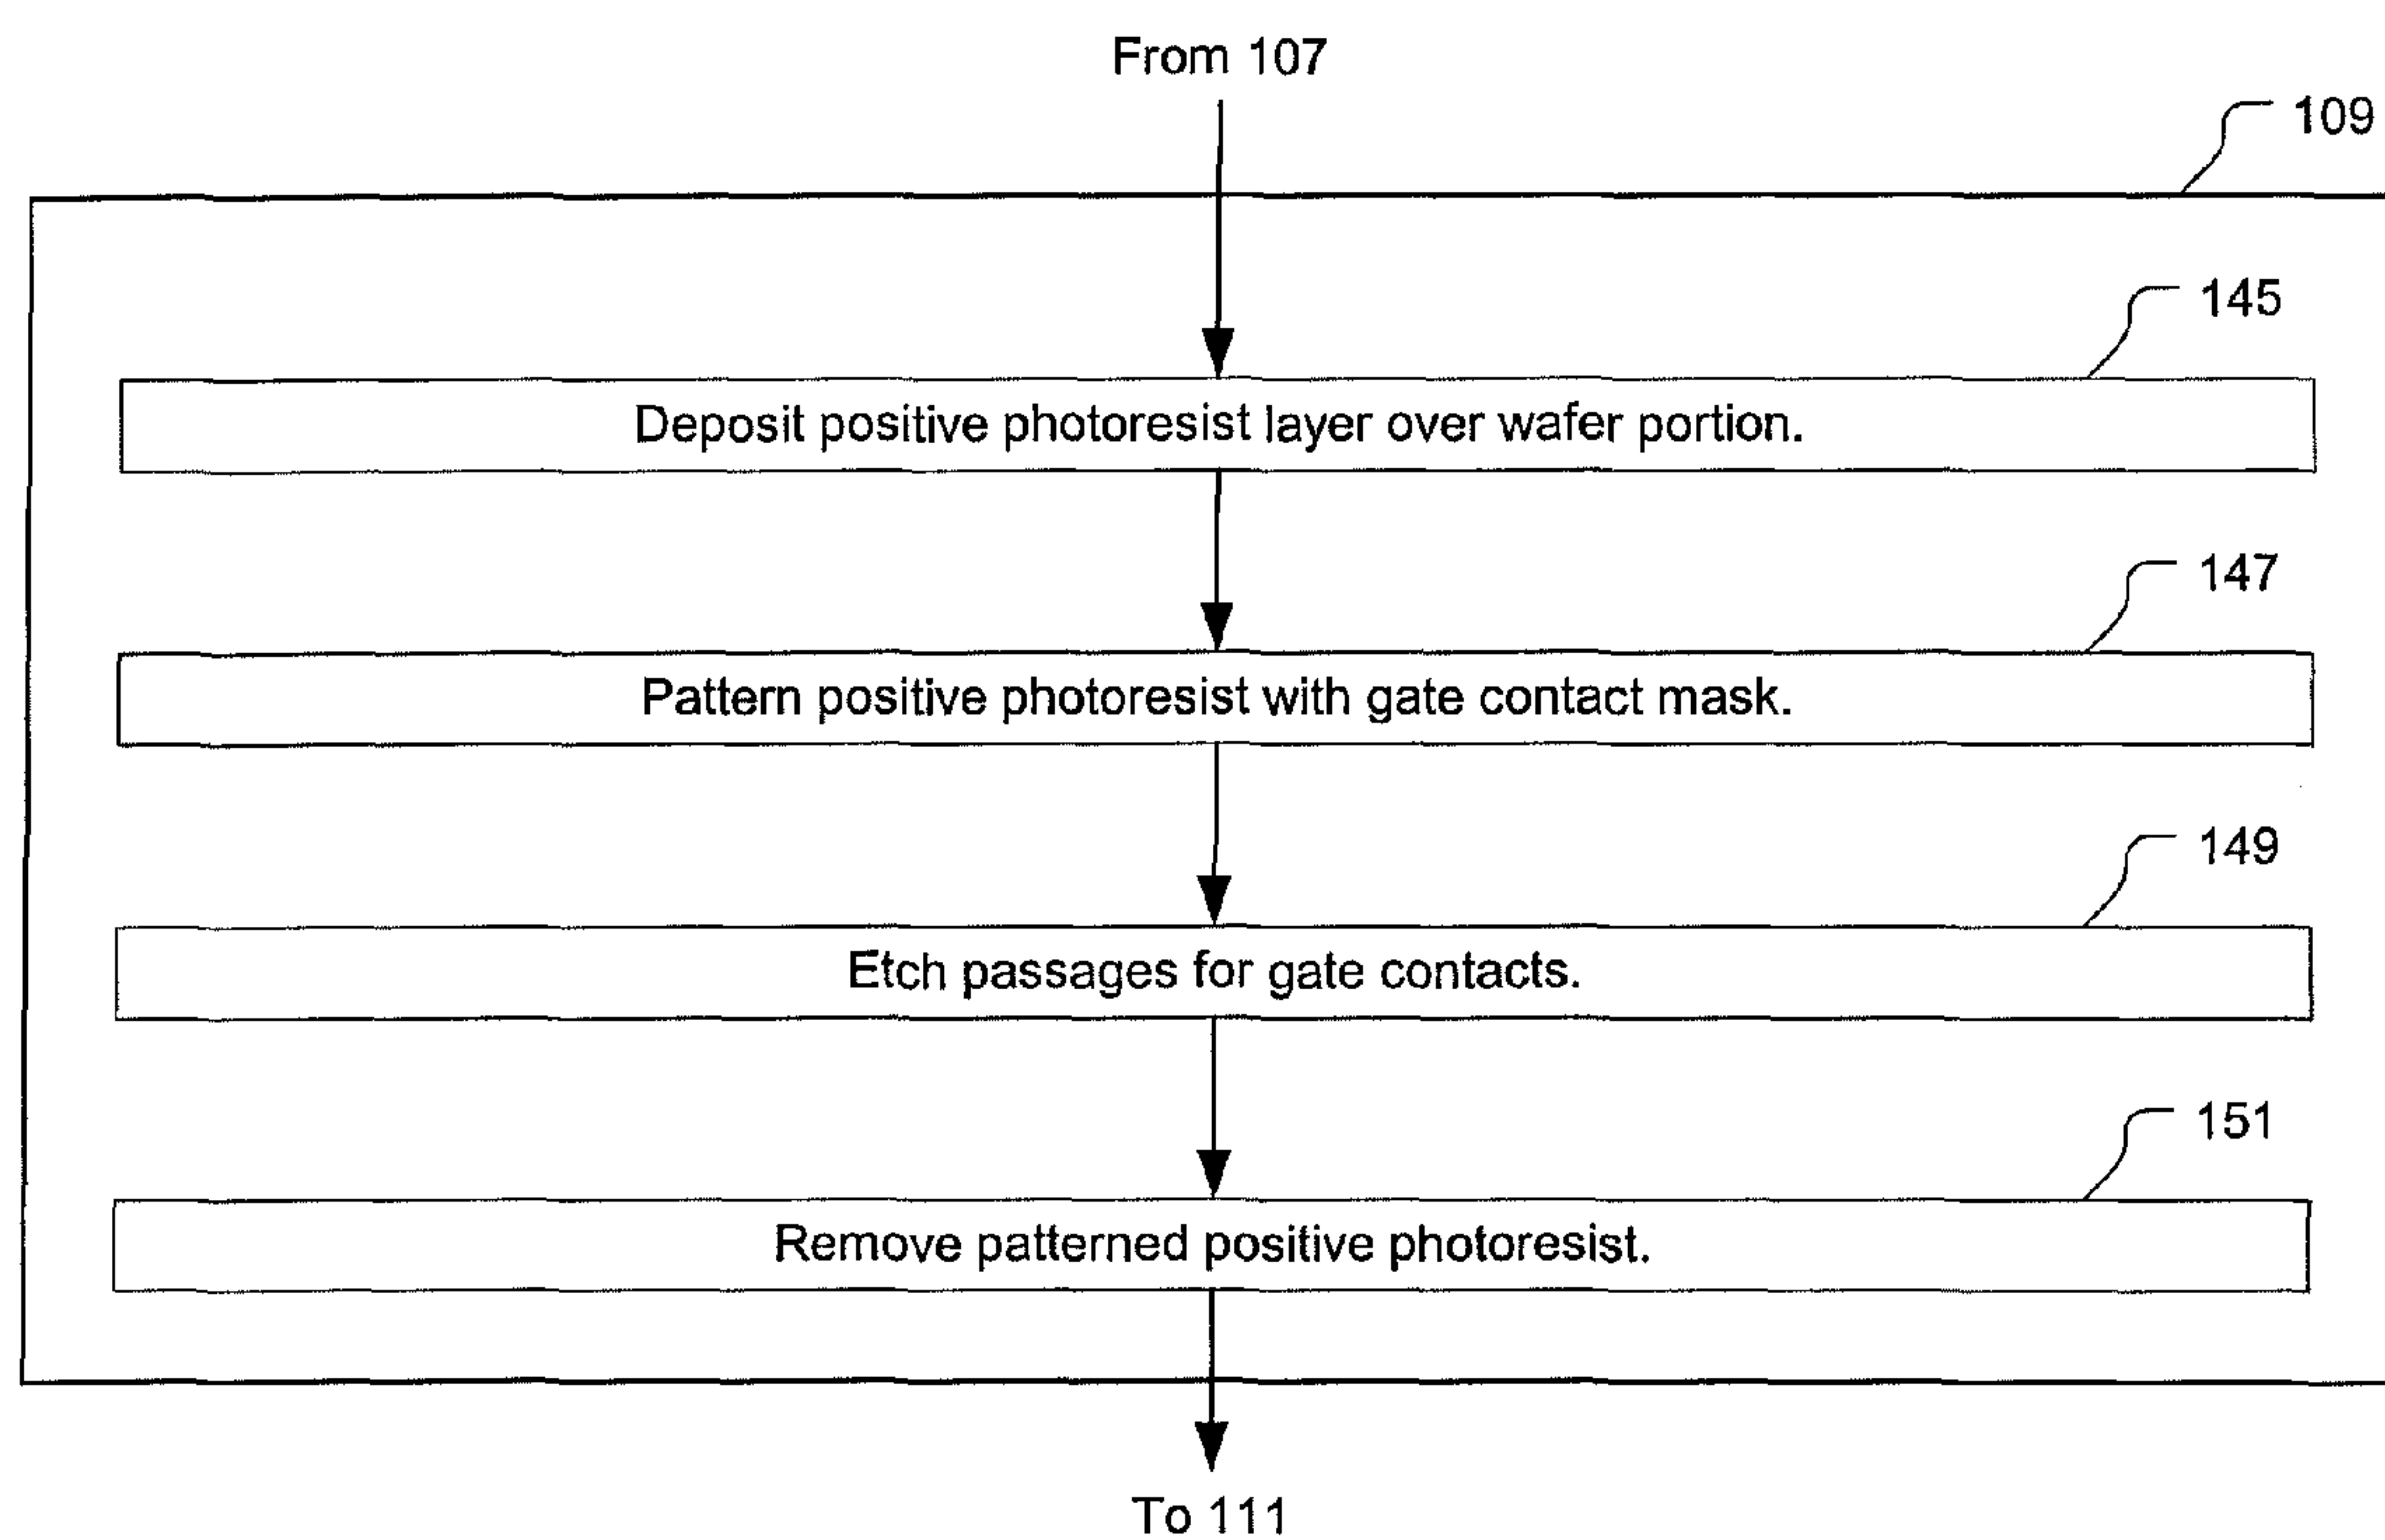 From 107
109
145
Deposit positive photoresist layer over wafer portion.
147
Pattern positive photoresist with gate contact mask.
149
Etch passages for gate contacts.
151
Remove patterned positive photoresist.
To 111